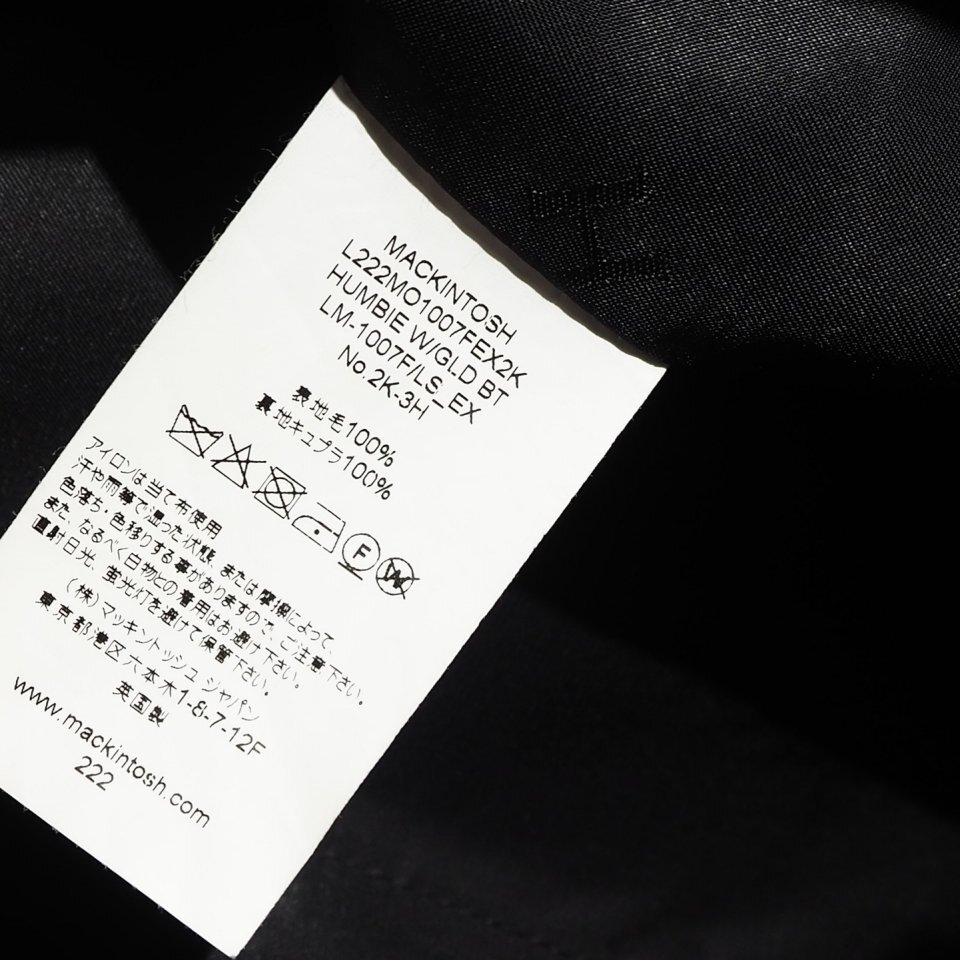 MACKINTOSH
L222MO1007FEX2K
HUMBIE W/GLD BT
LM-1007F/LS_EX
No.2K-3H
表地毛100%
裏地キュプラ100%
F
W
アイロンは当て布使用
汗や雨等で湿った状態、または摩擦によって、
色落ち・色移りする事がありますので、ご注意下さい。
また、なるべく白物との着用はお避け下さい。
直射日光、蛍光灯を避けて保管下さい。
(株)マッキントッシュ ジャパン
東京都港区六本木1-8-7-12F
英国製
www.mackintosh.com
222